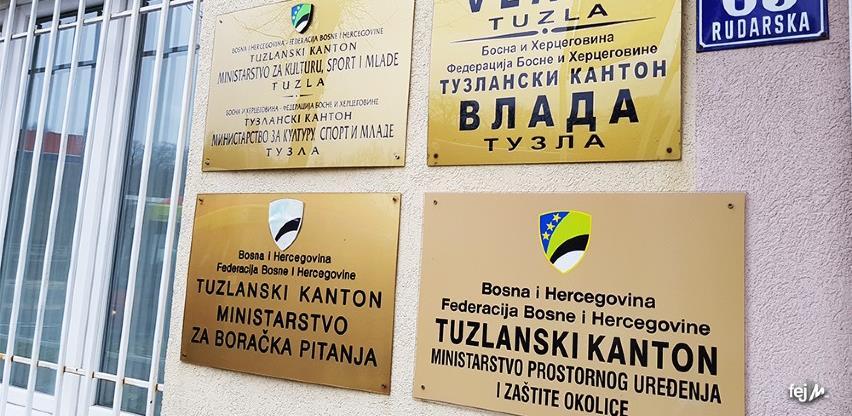 BOSNA I HERCEGOVINA - FEDERACIJA BOSNE I HERCEGOVINE
TUZLANSKI KANTON
MINISTARSTVO ZA KULTURU, SPORT I MLADE
TUZLA
БОСНА И ХЕРЦЕГОВИНА - ФЕДЕРАЦИЈА БОСНЕ И ХЕРЦЕГОВИНЕ
ТУЗЛАНСКИ КАНТОН
МИНИСТАРСТВО ЗА КУЛТУРУ, СПОРТ И МЛАДЕ
ТУЗЛА
VLADA
TUZLA
Босна и Херцеговина
Федерација Босне и Херцеговине
ТУЗЛАНСКИ КАНТОН
ВЛАДА
ТУЗЛА
RUDARSKA
Bosna i Hercegovina
Federacija Bosne i Hercegovine
TUZLANSKI KANTON
MINISTARSTVO
ZA BORAČKA PITANJA
Bosna i Hercegovina
Federacija Bosne i Hercegovine
TUZLANSKI KANTON
MINISTARSTVO PROSTORNOG UREĐENJA
I ZAŠTITE OKOLICE
fej M.